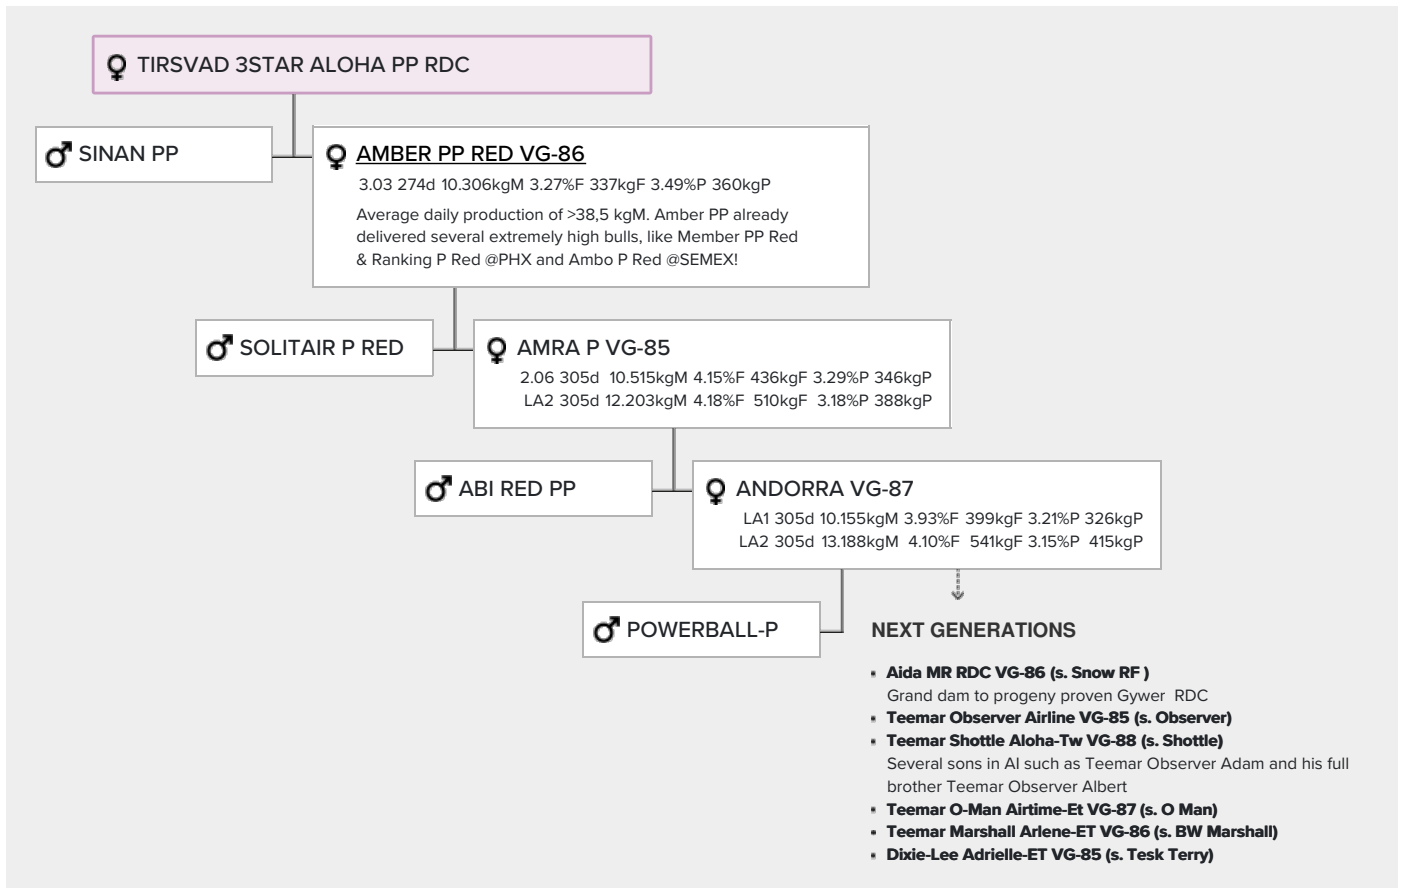 TIRSVAD 3STAR ALOHA PP RDC
SINAN PP
AMBER PP RED VG-86
3.03 274d 10.306kgM 3.27%F 337kgF 3.49%P 360kgP
Average daily production of >38,5 kgM. Amber PP already
delivered several extremely high bulls, like Member PP Red
& Ranking P Red @PHX and Ambo P Red @SEMEX!
SOLITAIR P RED
AMRA P VG-85
2.06 305d 10.515kgM 4.15%F 436kgF 3.29%P 346kgP
LA2 305d 12.203kgM 4.18%F 510kgF 3.18%P 388kgP
ABI RED PP
ANDORRA VG-87
LA1 305d 10.155kgM 3.93%F 399kgF 3.21%P 326kgP
LA2 305d 13.188kgM 4.10%F 541kgF 3.15%P 415kgP
POWERBALL-P
NEXT GENERATIONS
Aida MR RDC VG-86 (s. Snow RF )
Grand dam to progeny proven Gywer RDC
Teemar Observer Airline VG-85 (s. Observer)
Teemar Shottle Aloha-Tw VG-88 (s. Shottle)
Several sons in AI such as Teemar Observer Adam and his full
brother Teemar Observer Albert
Teemar O-Man Airtime-Et VG-87 (s. O Man)
Teemar Marshall Arlene-ET VG-86 (s. BW Marshall)
Dixie-Lee Adrielle-ET VG-85 (s. Tesk Terry)